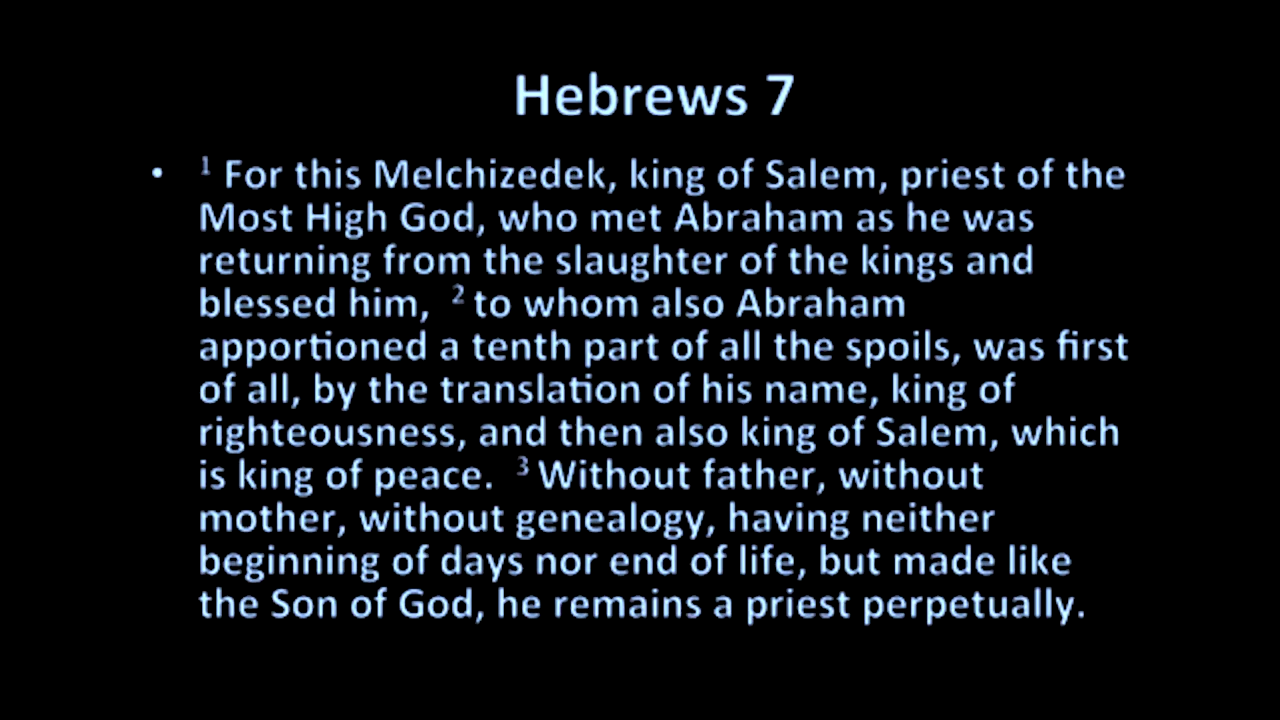 Hebrews 7
• ¹ For this Melchizedek, king of Salem, priest of the
Most High God, who met Abraham as he was
returning from the slaughter of the kings and
blessed him, ² to whom also Abraham
apportioned a tenth part of all the spoils, was first
of all, by the translation of his name, king of
righteousness, and then also king of Salem, which
is king of peace. ³ Without father, without
mother, without genealogy, having neither
beginning of days nor end of life, but made like
the Son of God, he remains a priest perpetually.